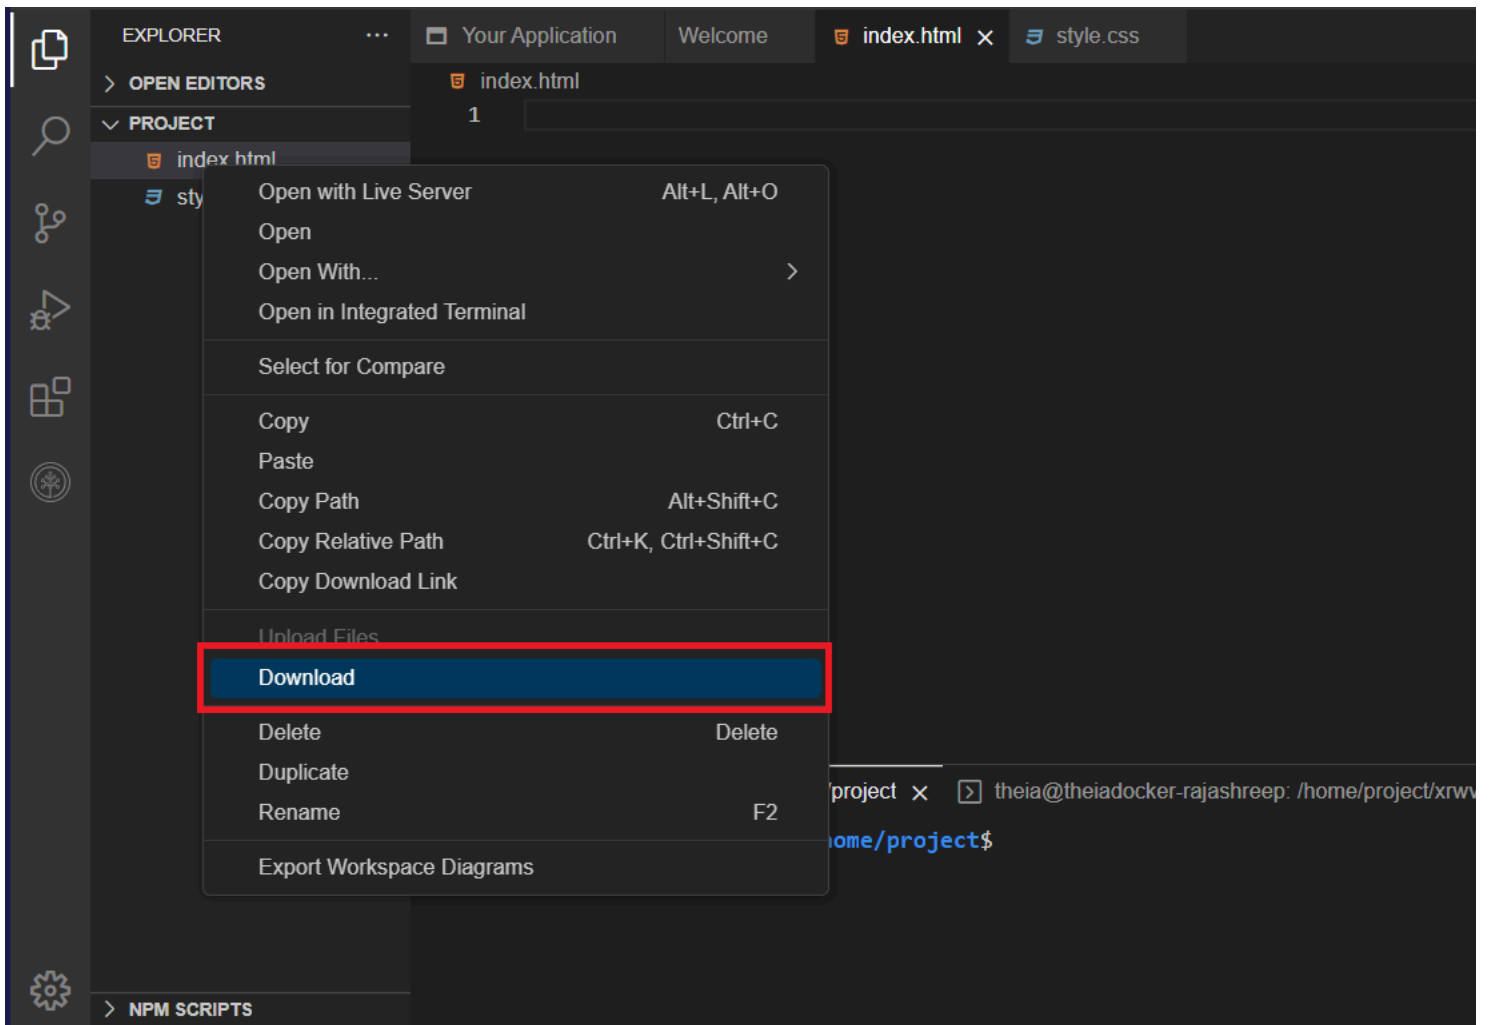 EXPLORER ··· Your Application Welcome index.html style.css
OPEN EDITORS
index.html
PROJECT
1
index.html
Open with Live Server Alt+L, Alt+O
Open
Open With...
Open in Integrated Terminal
Select for Compare
Copy Ctrl+C
Paste
Copy Path Alt+Shift+C
Copy Relative Path Ctrl+K, Ctrl+Shift+C
Copy Download Link
Upload Files
Download
Delete Delete
Duplicate
Rename F2
Export Workspace Diagrams
/project theia@theiadocker-rajashreep: /home/project/xrwv
home/project$
NPM SCRIPTS